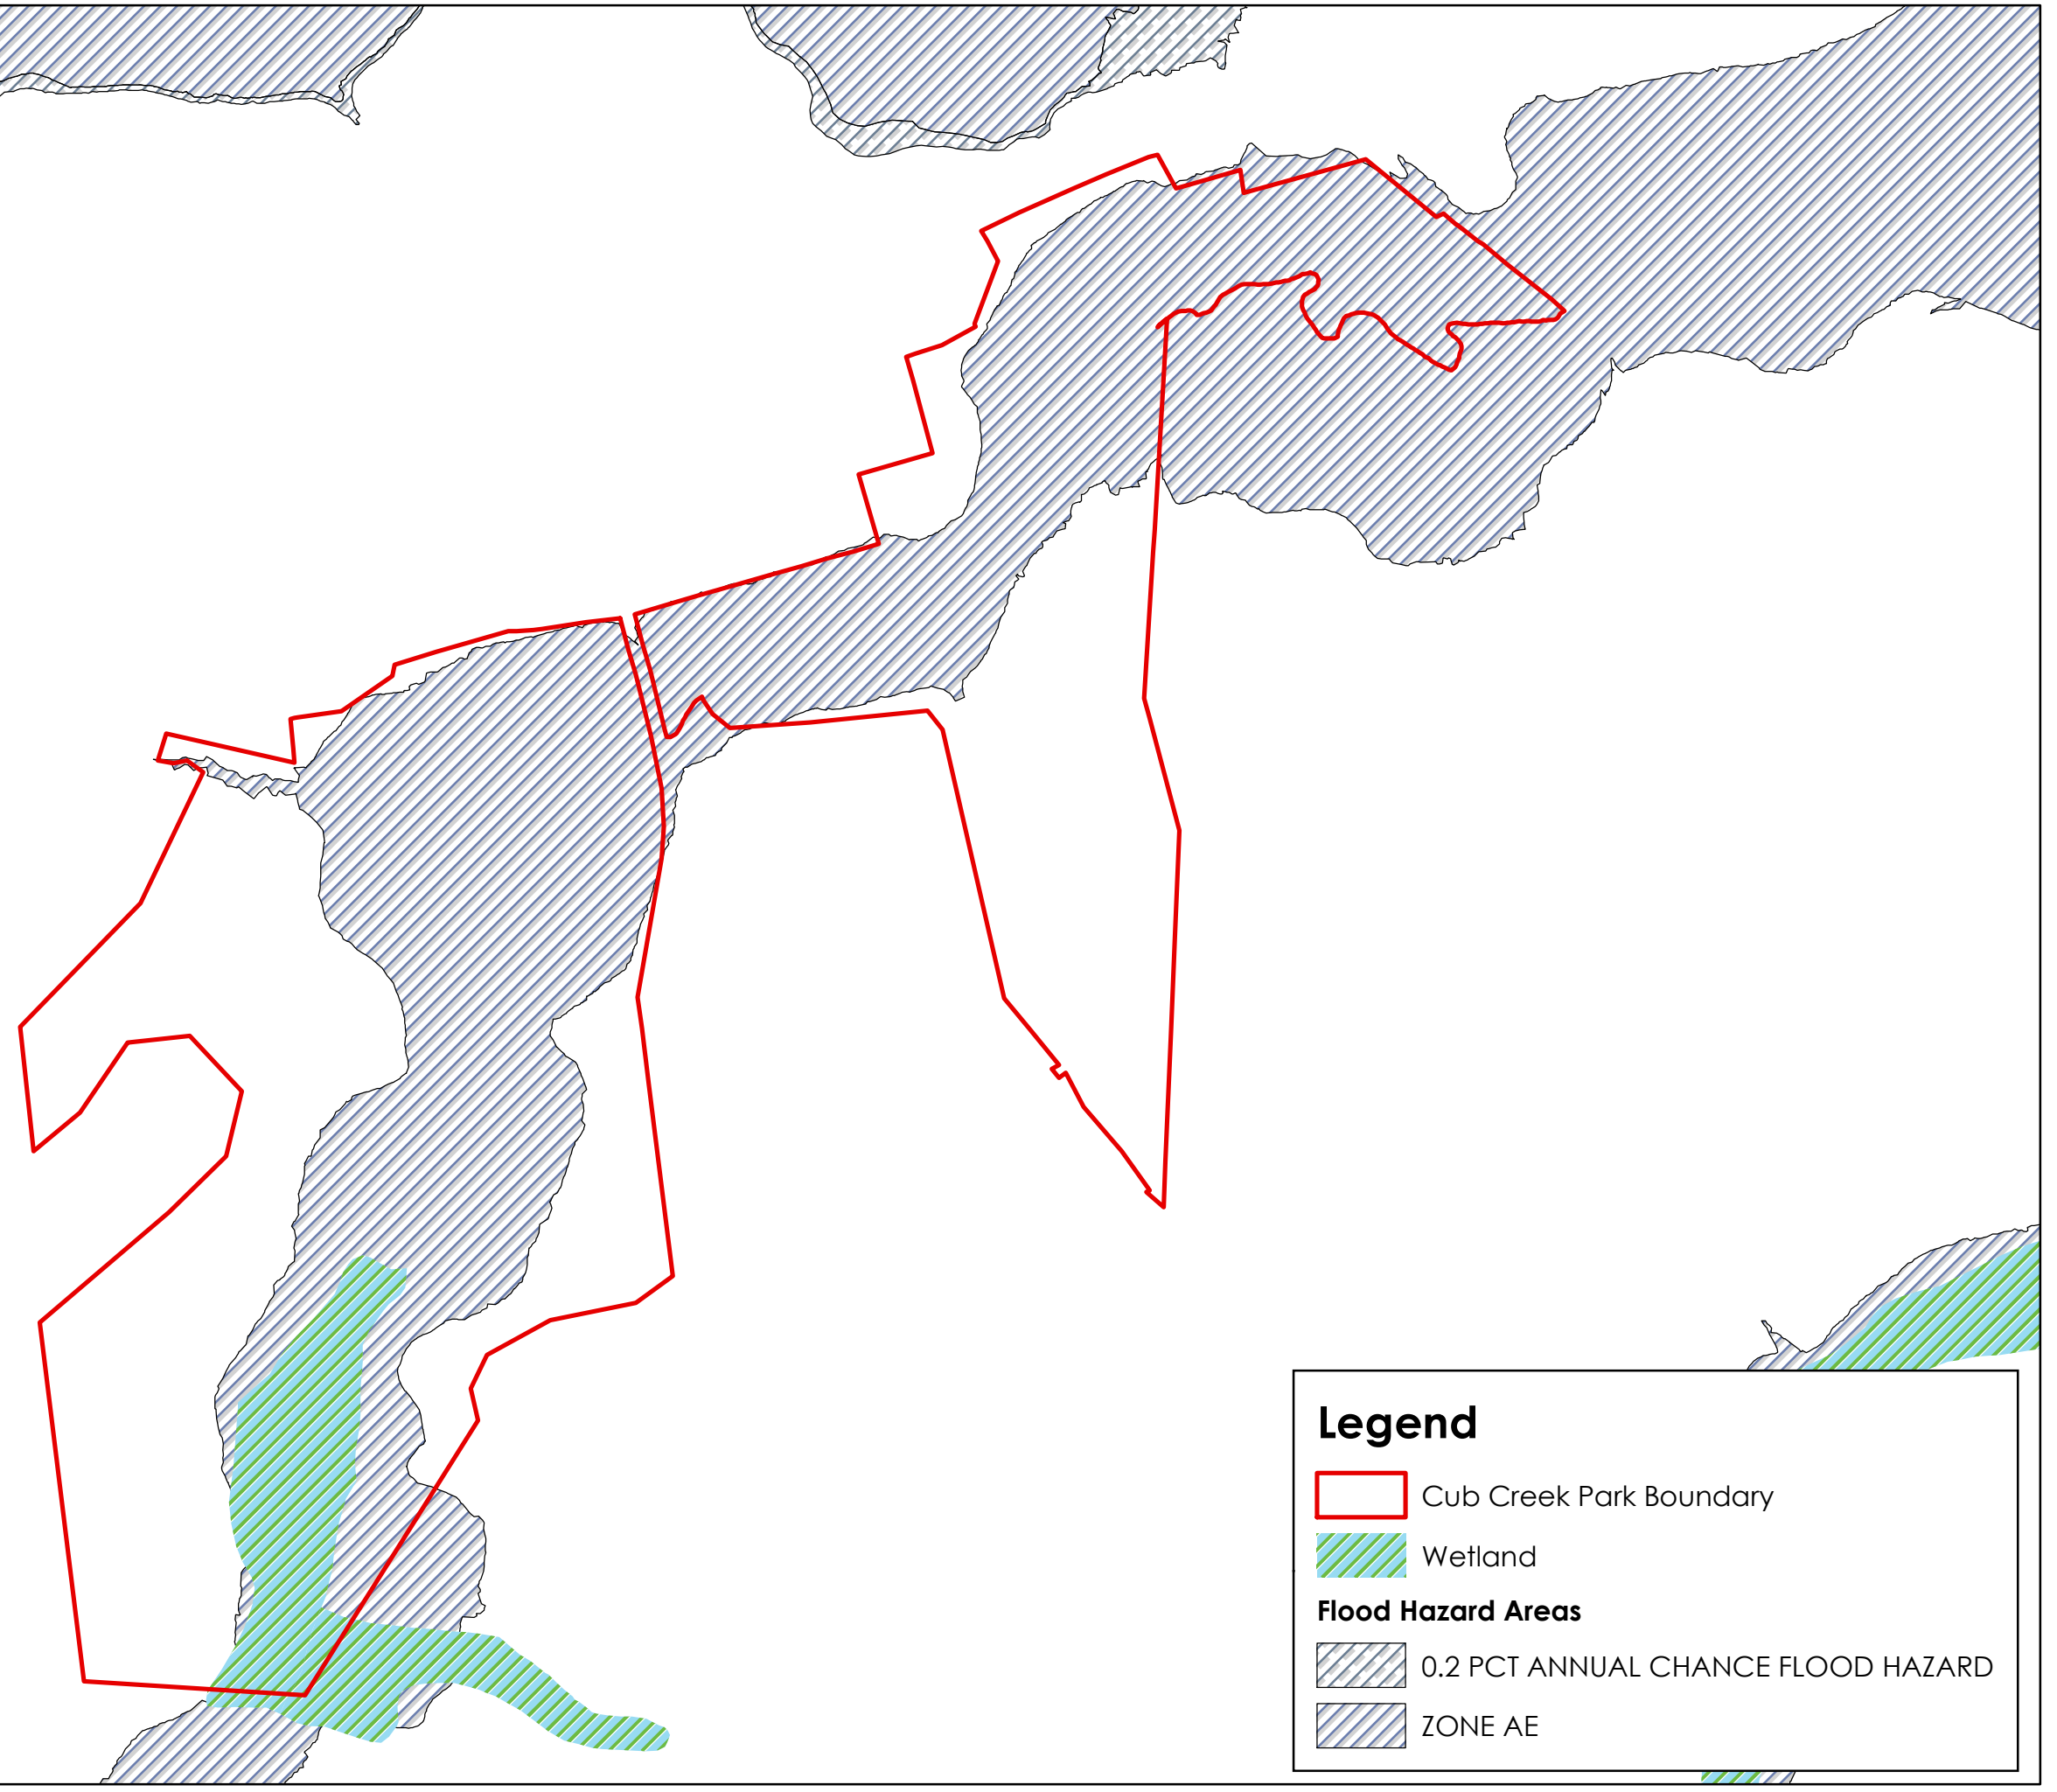 Legend
Cub Creek Park Boundary
Wetland
Flood Hazard Areas
0.2 PCT ANNUAL CHANCE FLOOD HAZARD
ZONE AE